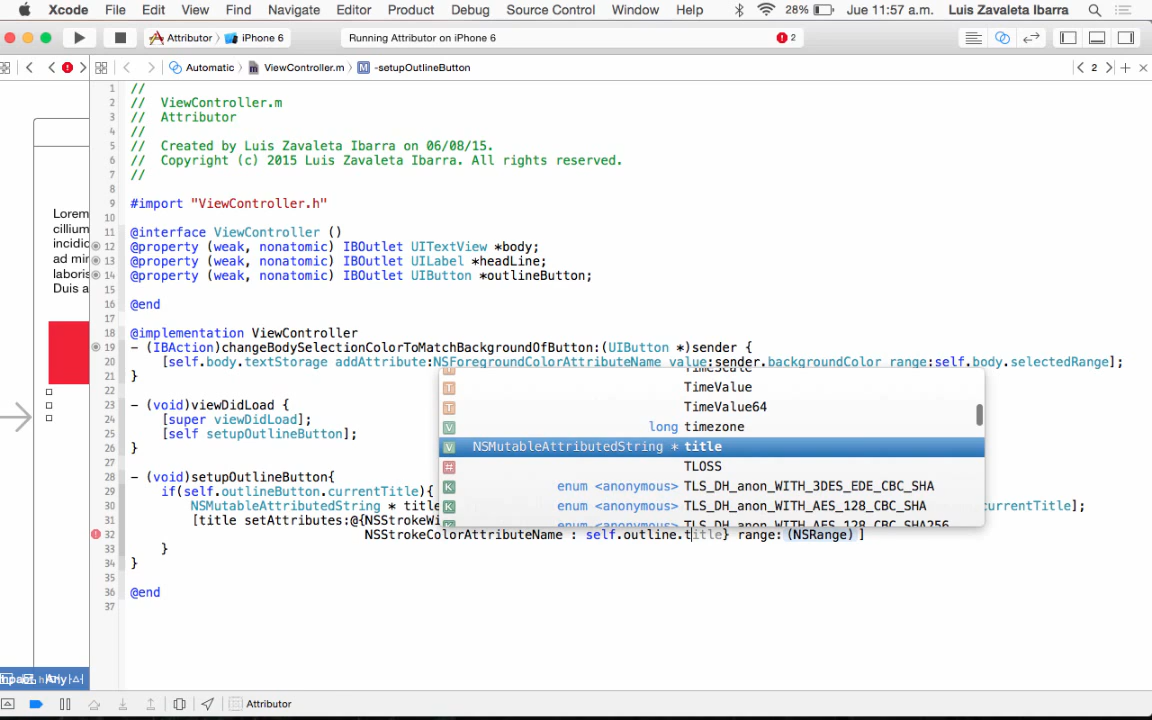 Xcode File Edit View Find Navigate Editor Product Debug Source Control Window Help 28% Jue 11:57 a.m. Luis Zavaleta Ibarra
Attributor iPhone 6 Running Attributor on iPhone 6 2
Automatic ViewController.m -setupOutlineButton 2
1 //
2 // ViewController.m
3 // Attributor
4 //
5 // Created by Luis Zavaleta Ibarra on 06/08/15.
6 // Copyright (c) 2015 Luis Zavaleta Ibarra. All rights reserved.
7 //
8
9 #import "ViewController.h"
10
11 @interface ViewController ()
12 @property (weak, nonatomic) IBOutlet UITextView *body;
13 @property (weak, nonatomic) IBOutlet UILabel *headLine;
14 @property (weak, nonatomic) IBOutlet UIButton *outlineButton;
15
16 @end
17
18 @implementation ViewController
19 - (IBAction)changeBodySelectionColorToMatchBackgroundOfButton:(UIButton *)sender {
20 [self.body.textStorage addAttribute:NSForegroundColorAttributeName value:sender.backgroundColor range:self.body.selectedRange];
21 }
22
23 - (void)viewDidLoad {
24 [super viewDidLoad];
25 [self setupOutlineButton];
26 }
27
28 - (void)setupOutlineButton{
29 if(self.outlineButton.currentTitle){
30 NSMutableAttributedString * title currentTitle];
31 [title setAttributes:@{NSStrokeWi
32 NSStrokeColorAttributeName : self.outline.title} range:(NSRange) ]
33 }
34 }
35
36 @end
37
TimeScale
TimeValue
TimeValue64
long timezone
NSMutableAttributedString * title
TLOSS
enum <anonymous> TLS_DH_anon_WITH_3DES_EDE_CBC_SHA
enum <anonymous> TLS_DH_anon_WITH_AES_128_CBC_SHA
enum <anonymous> TLS_DH_anon_WITH_AES_128_CBC_SHA256
Lorem
cillium
incidid
ad min
laboris
Duis a
Any
Attributor